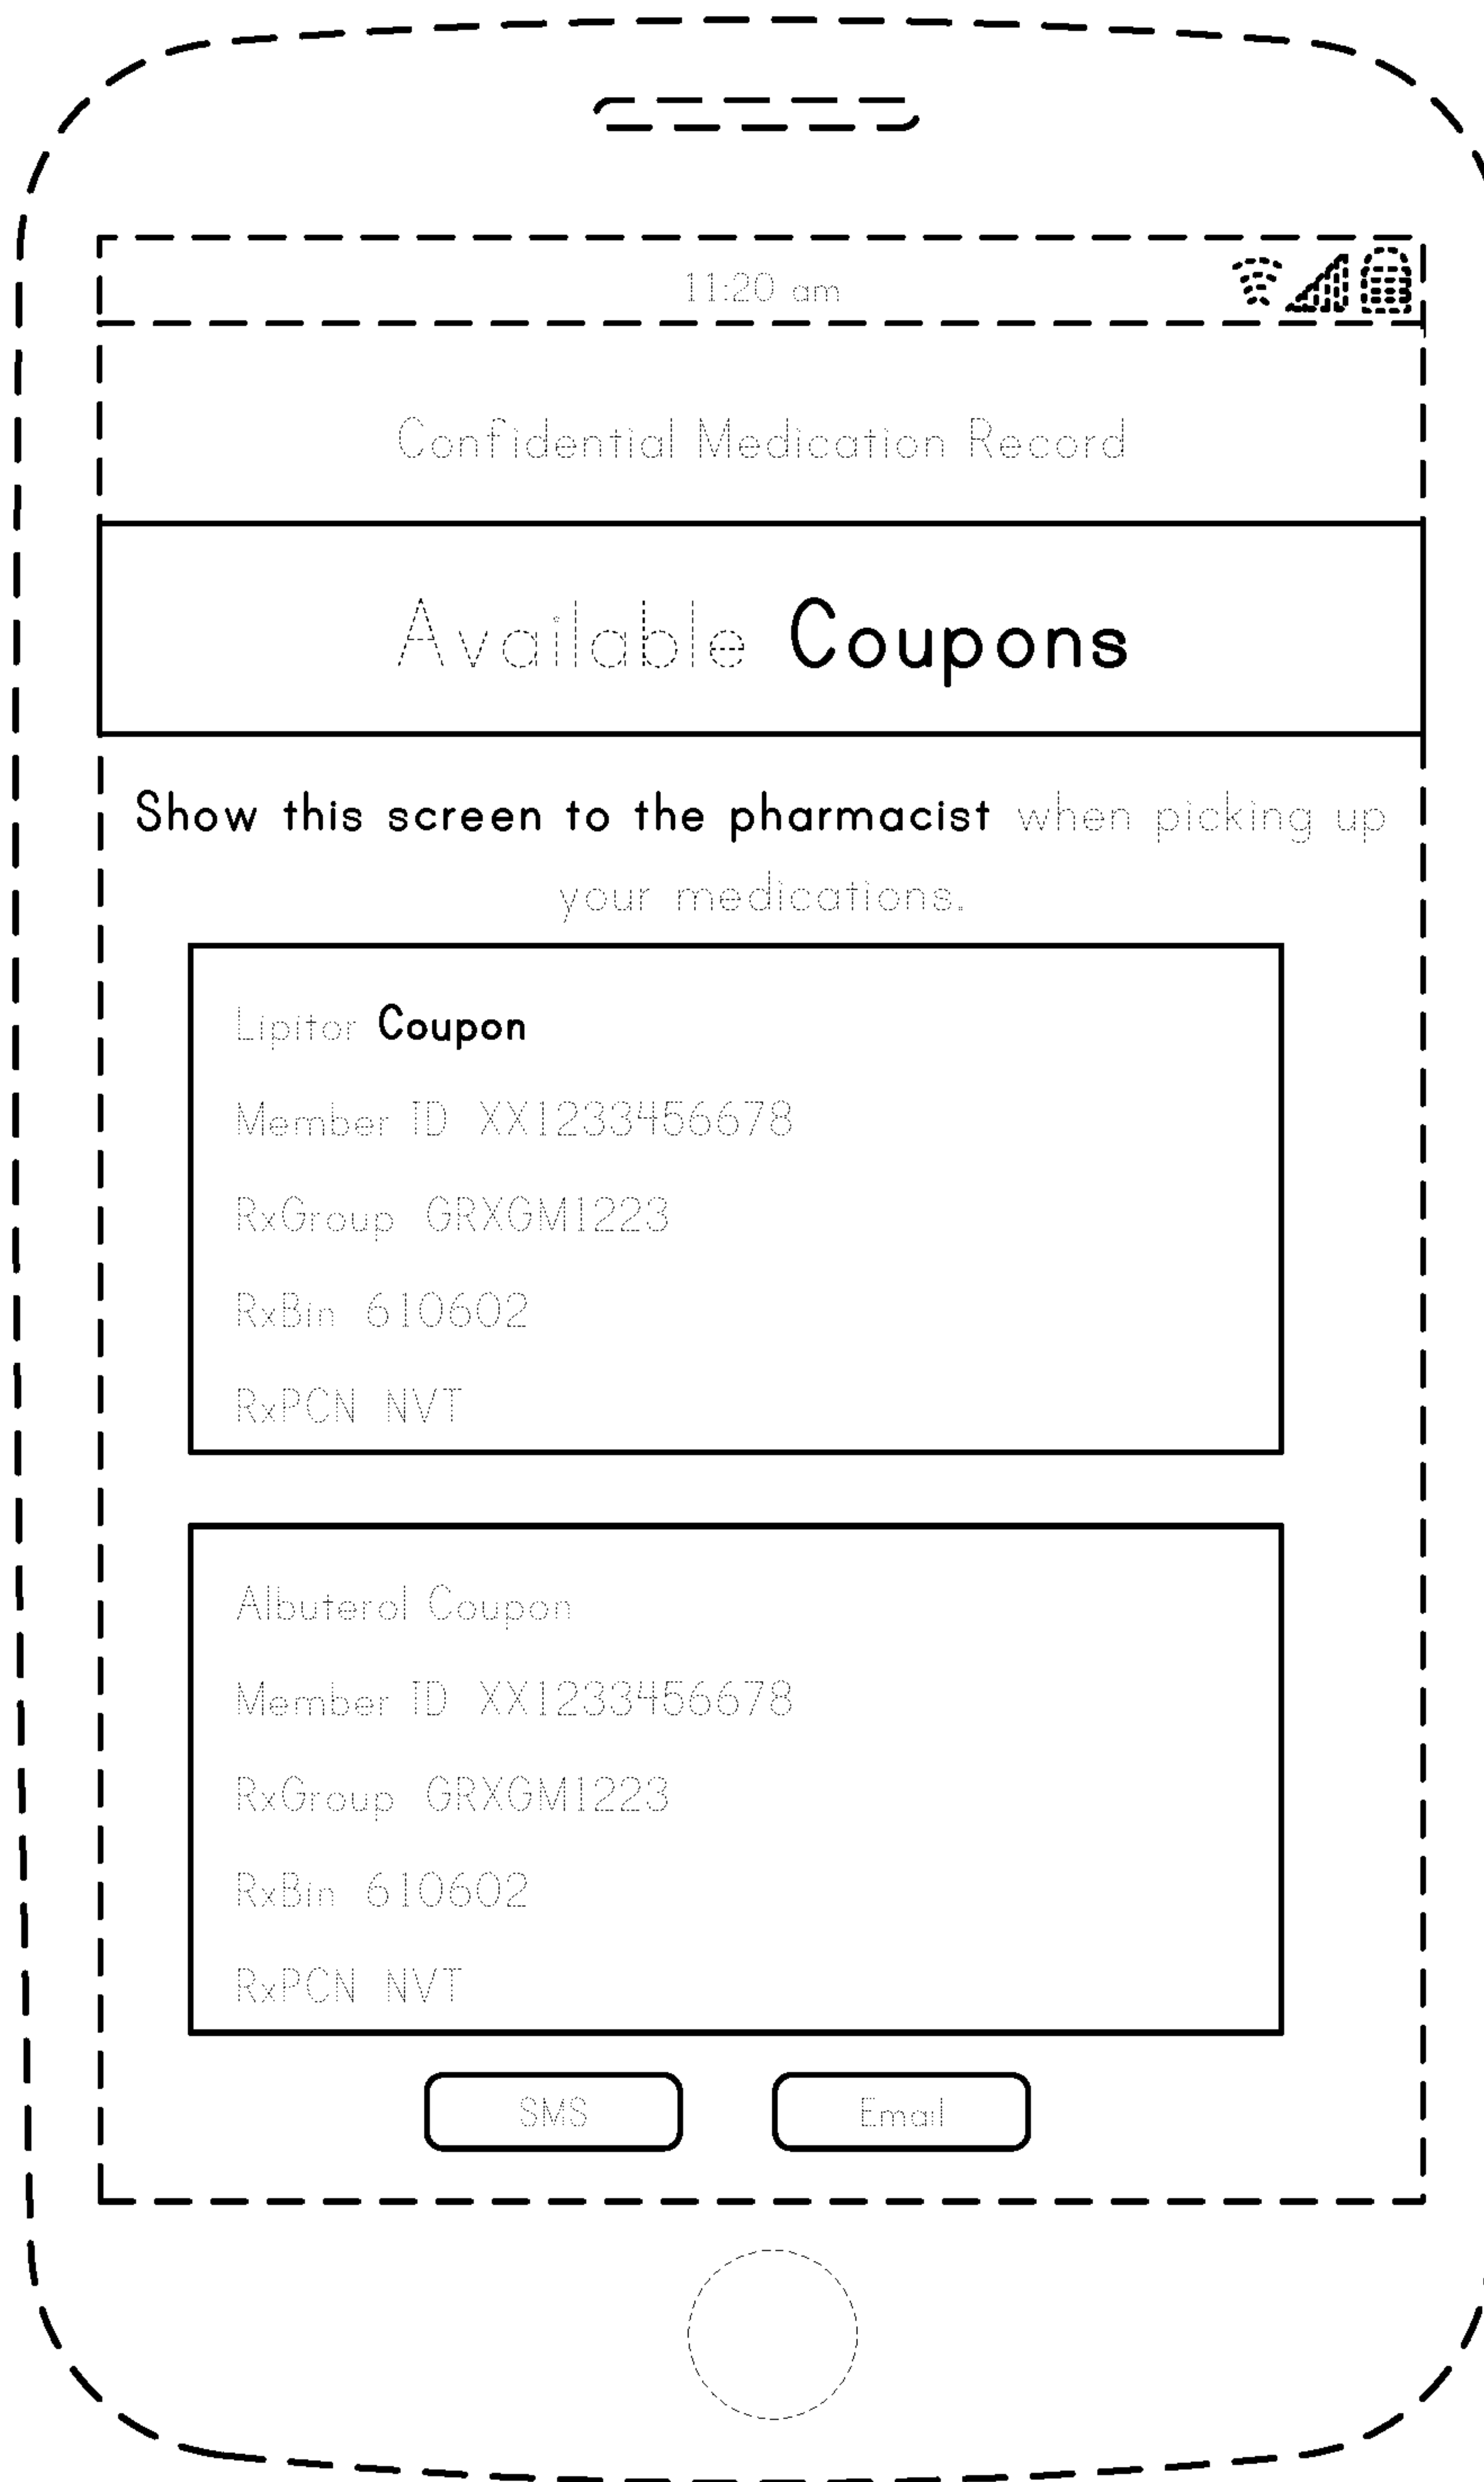 11:20 am
Confidential Medication Record
Available Coupons
Show this screen to the pharmacist when picking up
your medications.
Lipitor Coupon
Member ID XX1233456678
RxGroup GRXGM1223
RxBin 610602
RxPCN NVT
Albuterol Coupon
Member ID XX1233456678
RxGroup GRXGM1223
RxBin 610602
RxPCN NVT
SMS Email